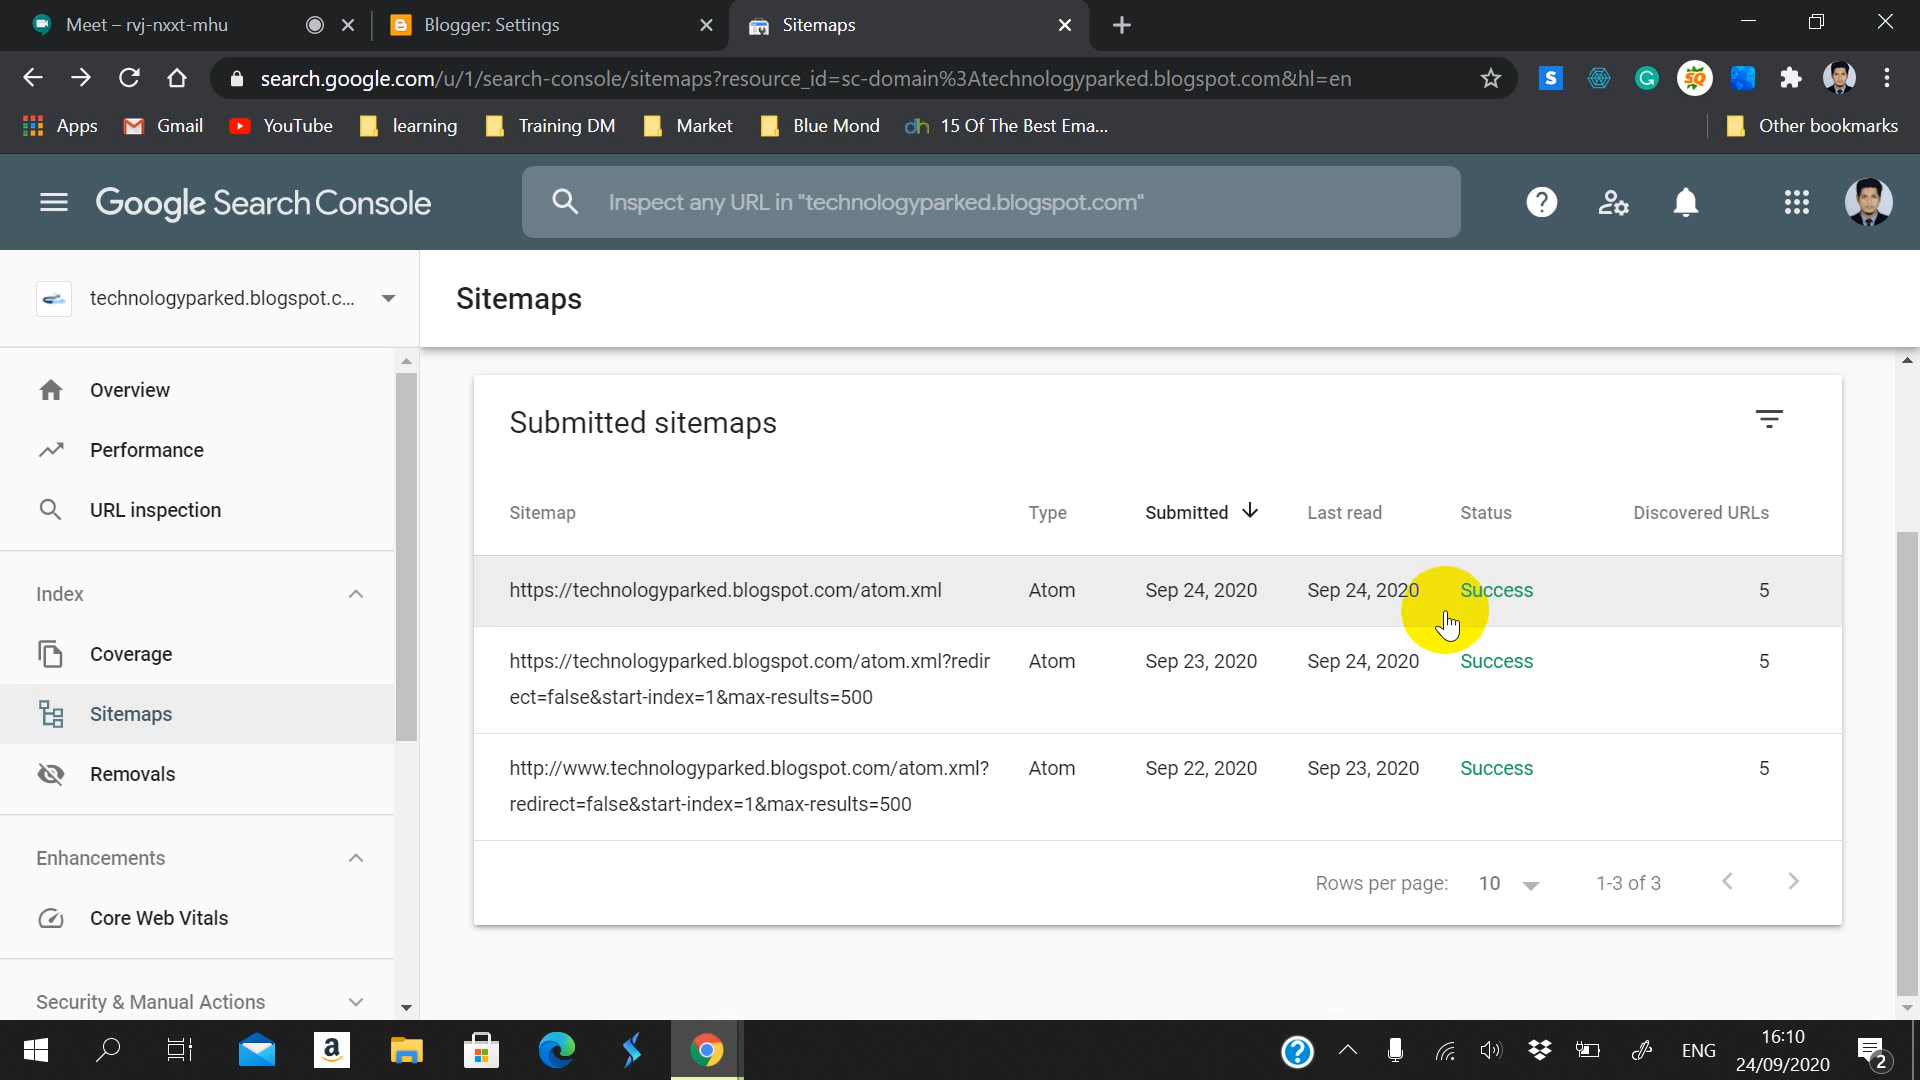 Meet – rvj-nxxt-mhu
Blogger: Settings
Sitemaps
search.google.com/u/1/search-console/sitemaps?resource_id=sc-domain%3Atechnologyparked.blogspot.com&hl=en
Apps
Gmail
YouTube
learning
Training DM
Market
Blue Mond
dh 15 Of The Best Ema...
Other bookmarks
Google Search Console
Inspect any URL in "technologyparked.blogspot.com"
technologyparked.blogspot.c...
Sitemaps
Overview
Performance
URL inspection
Index
Coverage
Sitemaps
Removals
Enhancements
Core Web Vitals
Security & Manual Actions
Submitted sitemaps
Sitemap Type Submitted Last read Status Discovered URLs
https://technologyparked.blogspot.com/atom.xml Atom Sep 24, 2020 Sep 24, 2020 Success 5
https://technologyparked.blogspot.com/atom.xml?redir Atom Sep 23, 2020 Sep 24, 2020 Success 5
ect=false&start-index=1&max-results=500
http://www.technologyparked.blogspot.com/atom.xml? Atom Sep 22, 2020 Sep 23, 2020 Success 5
redirect=false&start-index=1&max-results=500
Rows per page: 10 1-3 of 3
ENG
16:10
24/09/2020
2